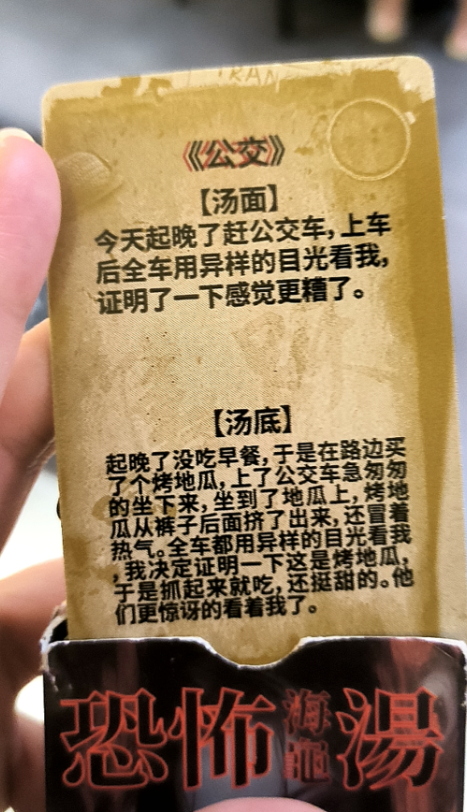 TRAN
《公交》
【汤面】
今天起晚了赶公交车,上车
后全车用异样的目光看我,
证明了一下感觉更糟了。
【汤底】
起晚了没吃早餐,于是在路边买
了个烤地瓜,上了公交车急匆匆
的坐下来,坐到了地瓜上,烤地
瓜从裤子后面挤了出来,还冒着
热气。全车都用异样的目光看我
,我决定证明一下这是烤地瓜,
于是抓起来就吃,还挺甜的。他
们更惊讶的看着我了。
恐怖海龜湯